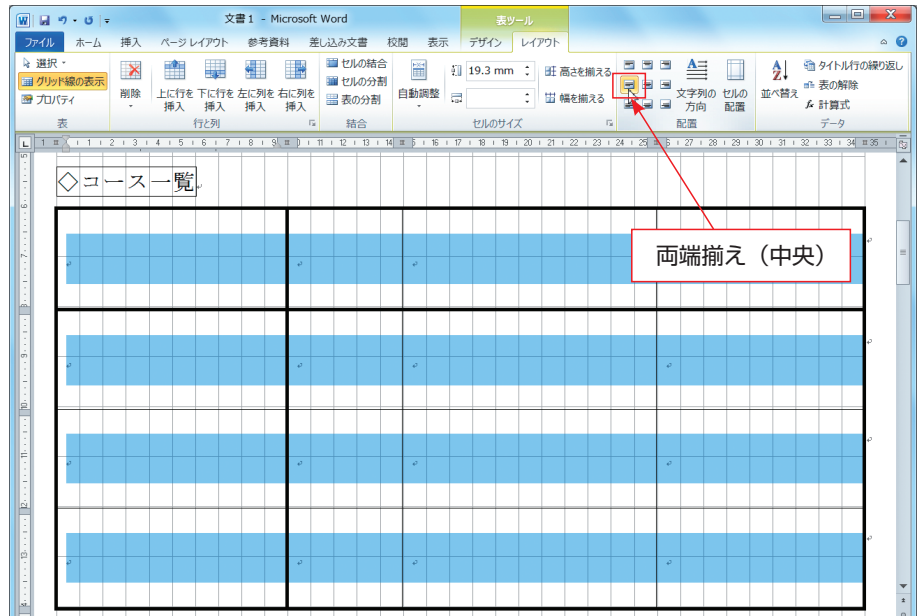 文書1 - Microsoft Word
表ツール
ファイル ホーム 挿入 ページ レイアウト 参考資料 差し込み文書 校閲 表示 デザイン レイアウト
選択
グリッド線の表示
プロパティ
表
削除
上に行を挿入
下に行を挿入
左に列を挿入
右に列を挿入
行と列
セルの結合
セルの分割
表の分割
結合
自動調整
19.3 mm
高さを揃える
幅を揃える
セルのサイズ
文字列の方向
セルの配置
配置
並べ替え
タイトル行の繰り返し
表の解除
fx 計算式
データ
◇コース一覧
両端揃え（中央）